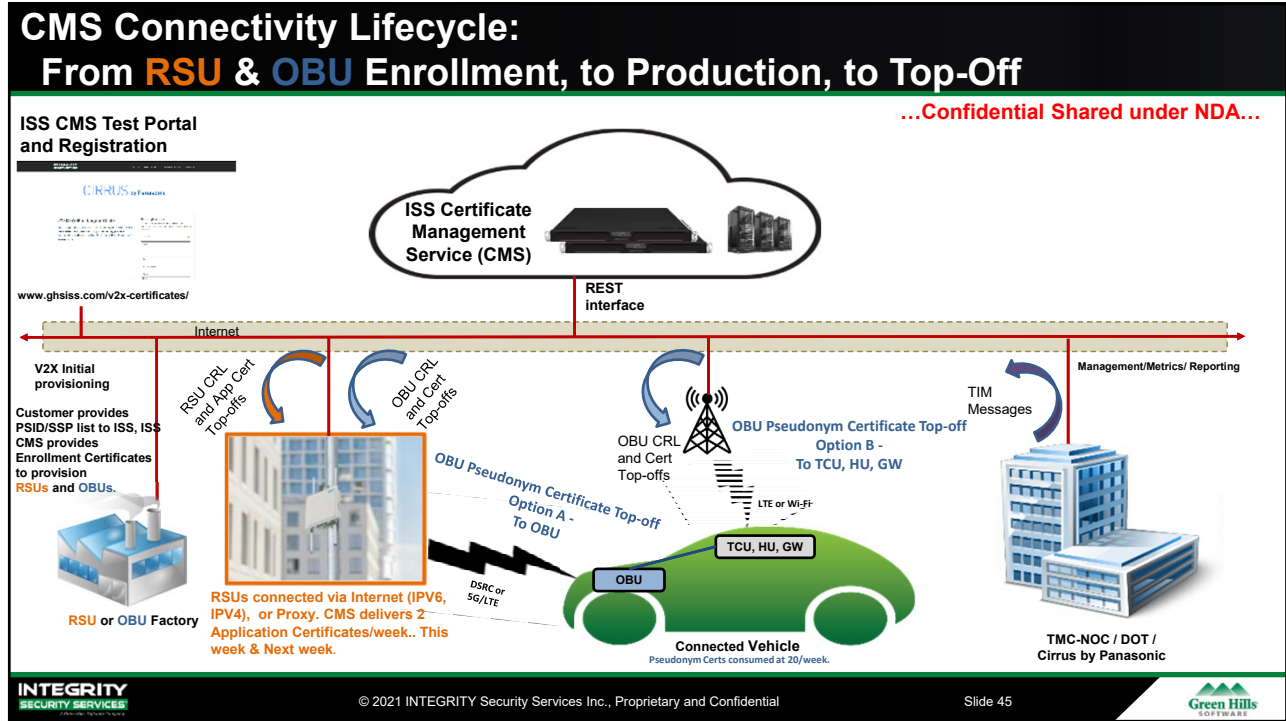 CMS Connectivity Lifecycle:
From RSU & OBU Enrollment, to Production, to Top-Off
...Confidential Shared under NDA...
ISS CMS Test Portal
and Registration
CIRRUS by Panasonic
www.ghsiss.com/v2x-certificates/
ISS Certificate
Management
Service (CMS)
REST
interface
Internet
V2X Initial
provisioning
Customer provides
PSID/SSP list to ISS, ISS
CMS provides
Enrollment Certificates
to provision
RSUs and OBUs.
RSU or OBU Factory
RSU CRL
and App Cert
Top-offs
OBU CRL
and Cert
Top-offs
RSUs connected via Internet (IPV6,
IPV4), or Proxy. CMS delivers 2
Application Certificates/week.. This
week & Next week.
OBU Pseudonym Certificate Top-off
Option A -
To OBU
DSRC or
5G/LTE
OBU CRL
and Cert
Top-offs
OBU Pseudonym Certificate Top-off
Option B -
To TCU, HU, GW
LTE or Wi-Fi
TCU, HU, GW
OBU
Connected Vehicle
Pseudonym Certs consumed at 20/week.
Management/Metrics/ Reporting
TIM
Messages
TMC-NOC / DOT /
Cirrus by Panasonic
INTEGRITY
SECURITY SERVICES
© 2021 INTEGRITY Security Services Inc., Proprietary and Confidential
Slide 45
Green Hills
SOFTWARE